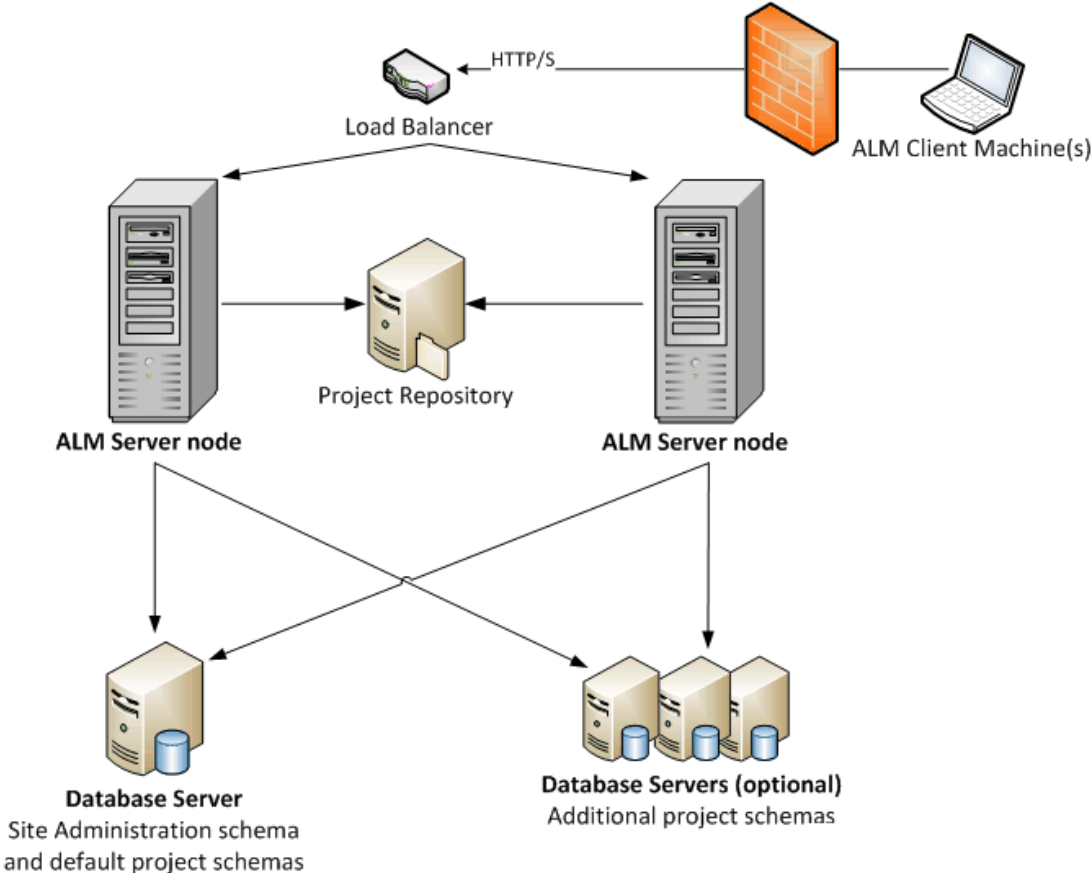 HTTP/S
Load Balancer
ALM Client Machine(s)
Project Repository
ALM Server node
ALM Server node
Database Server
Site Administration schema
and default project schemas
Database Servers (optional)
Additional project schemas